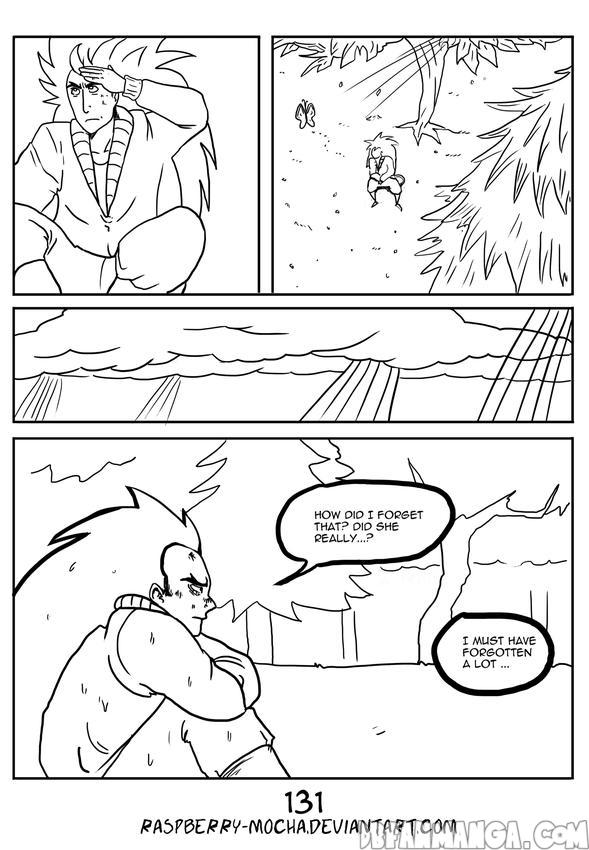 HOW DID I FORGET
THAT? DID SHE
REALLY...?
I MUST HAVE
FORGOTTEN
A LOT ...
131
RASPBERRY-MOCHA.DEVIANTART.COM
DBFANMANGA.COM